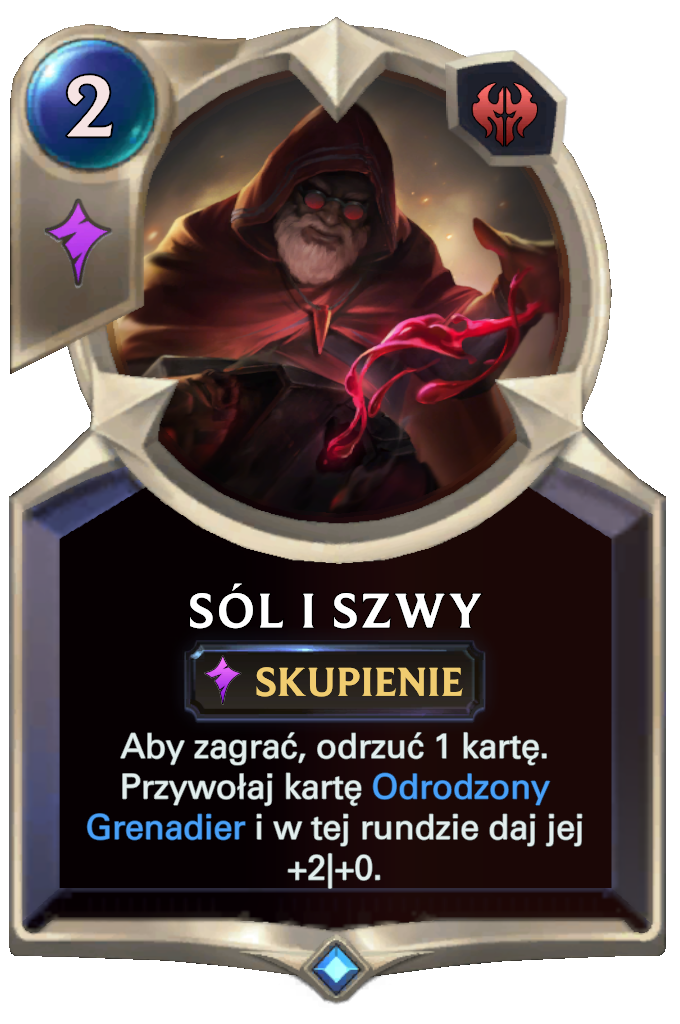 2
SÓL I SZWY
SKUPIENIE
Aby zagrać, odrzuć 1 kartę.
Przywołaj kartę Odrodzony
Grenadier i w tej rundzie daj jej
+2|+0.